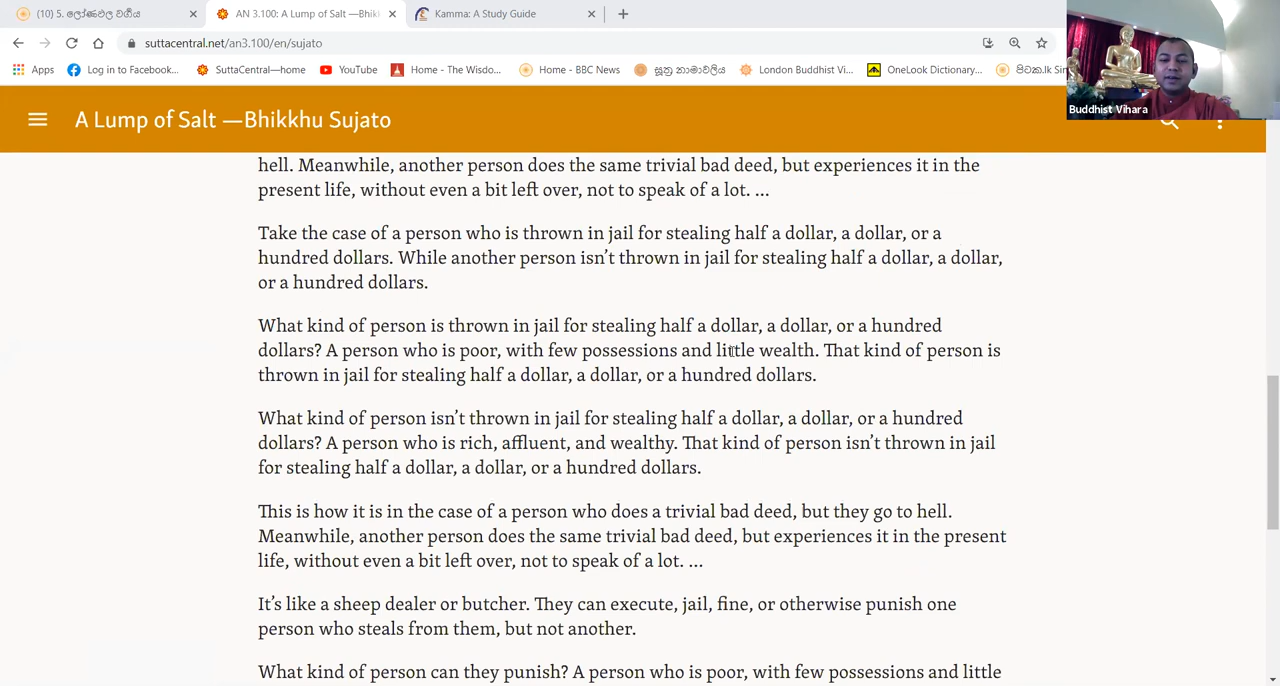 (10) 5. ලෝණඵල වර්ගය
AN 3.100: A Lump of Salt —Bhikk
Kamma: A Study Guide
suttacentral.net/an3.100/en/sujato
Apps
Log in to Facebook...
SuttaCentral—home
YouTube
Home - The Wisdo...
Home - BBC News
සූත්‍ර නාමාවලිය
London Buddhist Vi...
OneLook Dictionary...
පිටක.lk Sin
Buddhist Vihara
A Lump of Salt —Bhikkhu Sujato
hell. Meanwhile, another person does the same trivial bad deed, but experiences it in the
present life, without even a bit left over, not to speak of a lot. ...
Take the case of a person who is thrown in jail for stealing half a dollar, a dollar, or a
hundred dollars. While another person isn’t thrown in jail for stealing half a dollar, a dollar,
or a hundred dollars.
What kind of person is thrown in jail for stealing half a dollar, a dollar, or a hundred
dollars? A person who is poor, with few possessions and little wealth. That kind of person is
thrown in jail for stealing half a dollar, a dollar, or a hundred dollars.
What kind of person isn’t thrown in jail for stealing half a dollar, a dollar, or a hundred
dollars? A person who is rich, affluent, and wealthy. That kind of person isn’t thrown in jail
for stealing half a dollar, a dollar, or a hundred dollars.
This is how it is in the case of a person who does a trivial bad deed, but they go to hell.
Meanwhile, another person does the same trivial bad deed, but experiences it in the present
life, without even a bit left over, not to speak of a lot. ...
It’s like a sheep dealer or butcher. They can execute, jail, fine, or otherwise punish one
person who steals from them, but not another.
What kind of person can they punish? A person who is poor, with few possessions and little